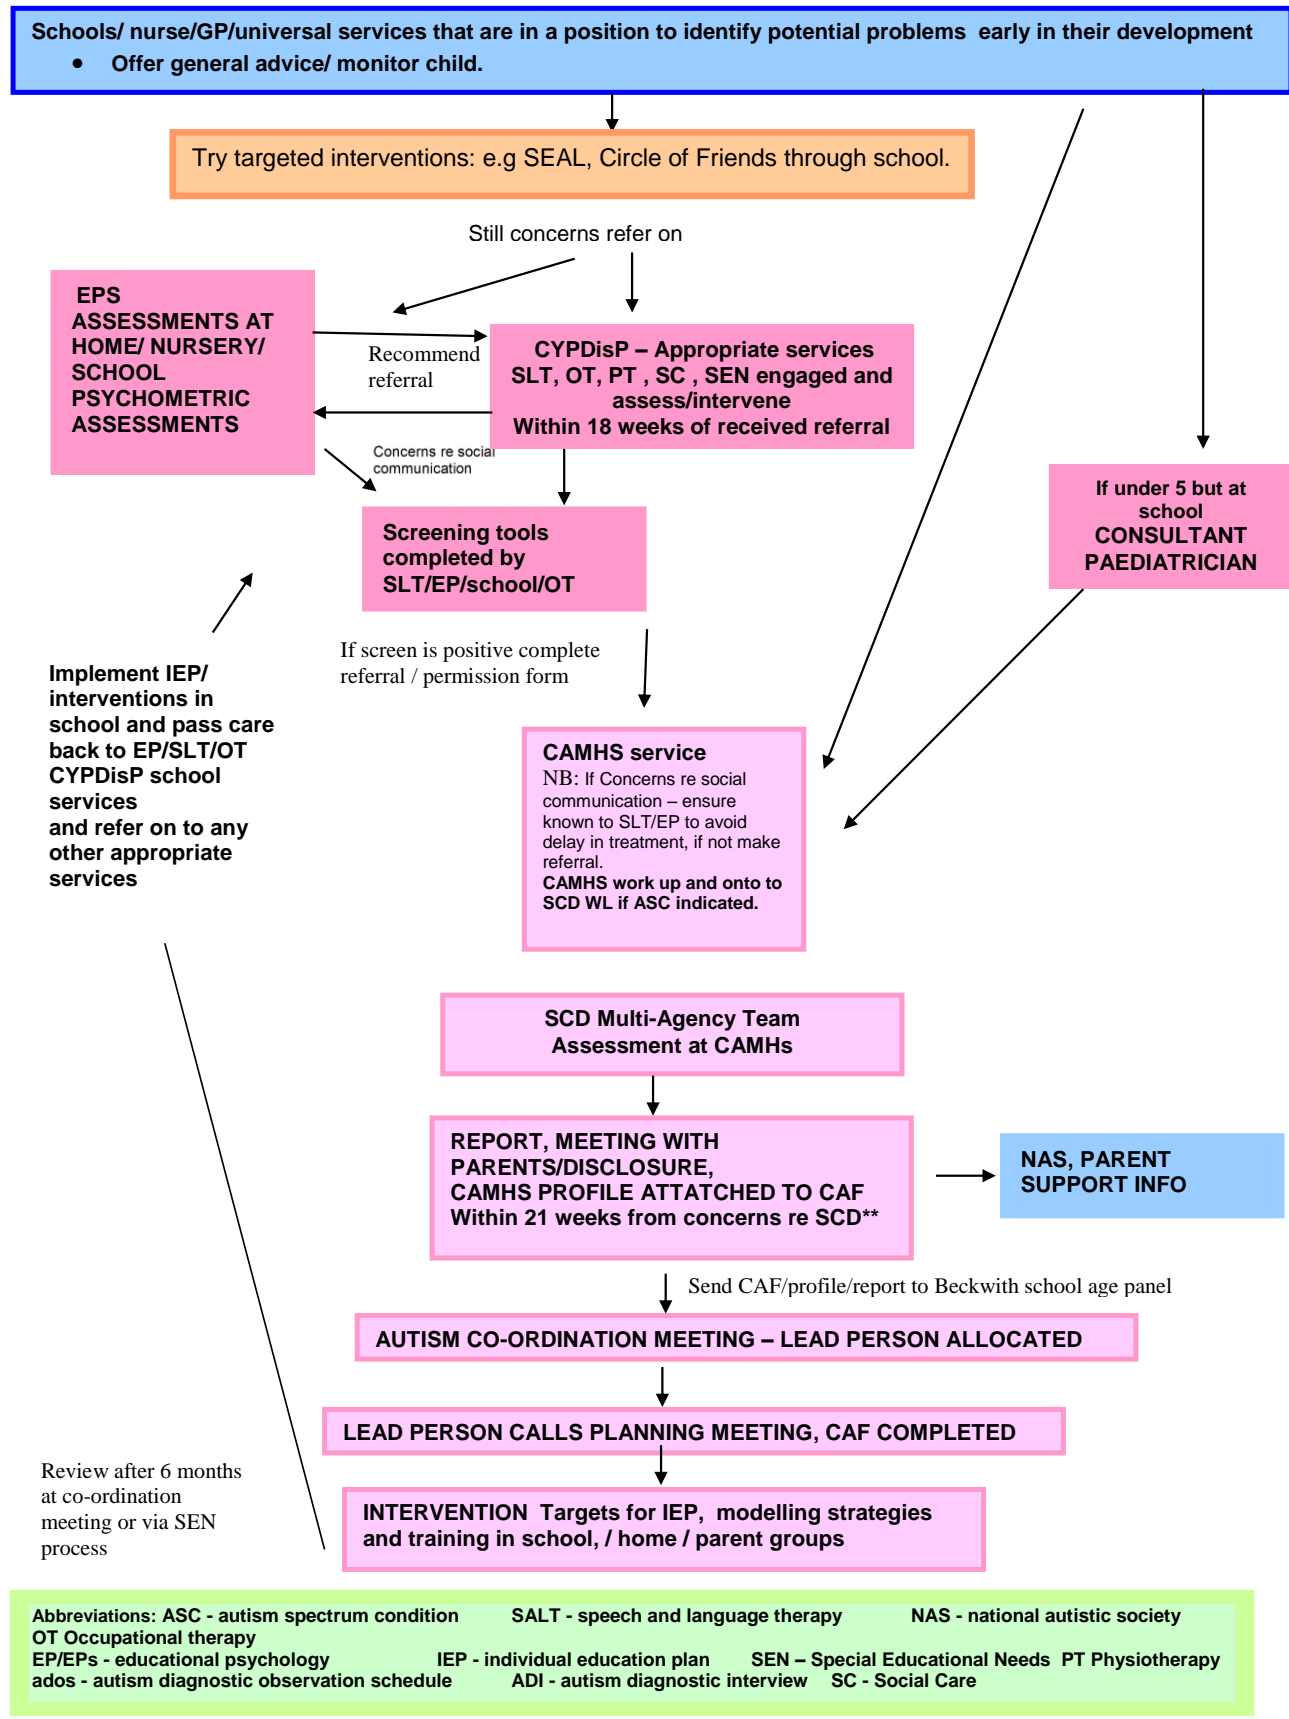 Schools/ nurse/GP/universal services that are in a position to identify potential problems  early in their development
• Offer general advice/ monitor child.
Try targeted interventions: e.g SEAL, Circle of Friends through school.
Still concerns refer on
EPS
ASSESSMENTS AT
HOME/ NURSERY/
SCHOOL
PSYCHOMETRIC
ASSESSMENTS
Recommend
referral
CYPDisP – Appropriate services
SLT, OT, PT , SC , SEN engaged and
assess/intervene
Within 18 weeks of received referral
Concerns re social
communication
If under 5 but at
school
CONSULTANT
PAEDIATRICIAN
Screening tools
completed by
SLT/EP/school/OT
If screen is positive complete
referral / permission form
Implement IEP/
interventions in
school and pass care
back to EP/SLT/OT
CYPDisP school
services
and refer on to any
other appropriate
services
CAMHS service
NB: If Concerns re social
communication – ensure
known to SLT/EP to avoid
delay in treatment, if not make
referral.
CAMHS work up and onto to
SCD WL if ASC indicated.
SCD Multi-Agency Team
Assessment at CAMHs
REPORT, MEETING WITH
PARENTS/DISCLOSURE,
CAMHS PROFILE ATTATCHED TO CAF
Within 21 weeks from concerns re SCD**
NAS, PARENT
SUPPORT INFO
Send CAF/profile/report to Beckwith school age panel
AUTISM CO-ORDINATION MEETING – LEAD PERSON ALLOCATED
LEAD PERSON CALLS PLANNING MEETING, CAF COMPLETED
Review after 6 months
at co-ordination
meeting or via SEN
process
INTERVENTION  Targets for IEP,  modelling strategies
and training in school, / home / parent groups
Abbreviations: ASC - autism spectrum condition SALT - speech and language therapy NAS - national autistic society
OT Occupational therapy
EP/EPs - educational psychology IEP - individual education plan SEN – Special Educational Needs  PT Physiotherapy
ados - autism diagnostic observation schedule ADI - autism diagnostic interview SC - Social Care